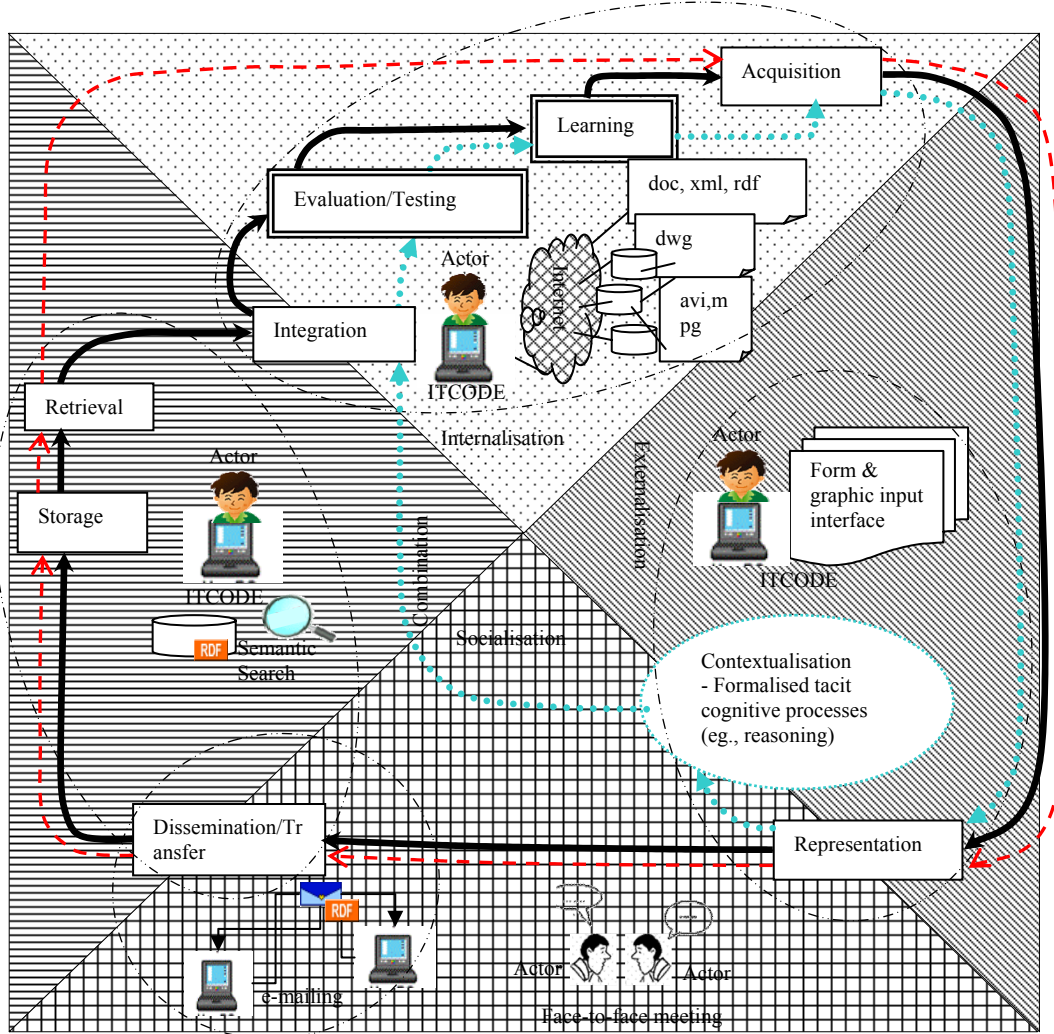 Acquisition
Learning
doc, xml, rdf
Evaluation/Testing
dwg
Actor
Internet
avi,m
pg
Integration
ITCODE
Retrieval
Internalisation
Externalisation
Actor
Form &
graphic input
interface
Actor
Storage
ITCODE
ITCODE
Combination
RDF
Semantic
Search
Socialisation
Contextualisation
- Formalised tacit
cognitive processes
(eg., reasoning)
Dissemination/Tr
ansfer
Representation
RDF
Actor
Actor
e-mailing
Face-to-face meeting